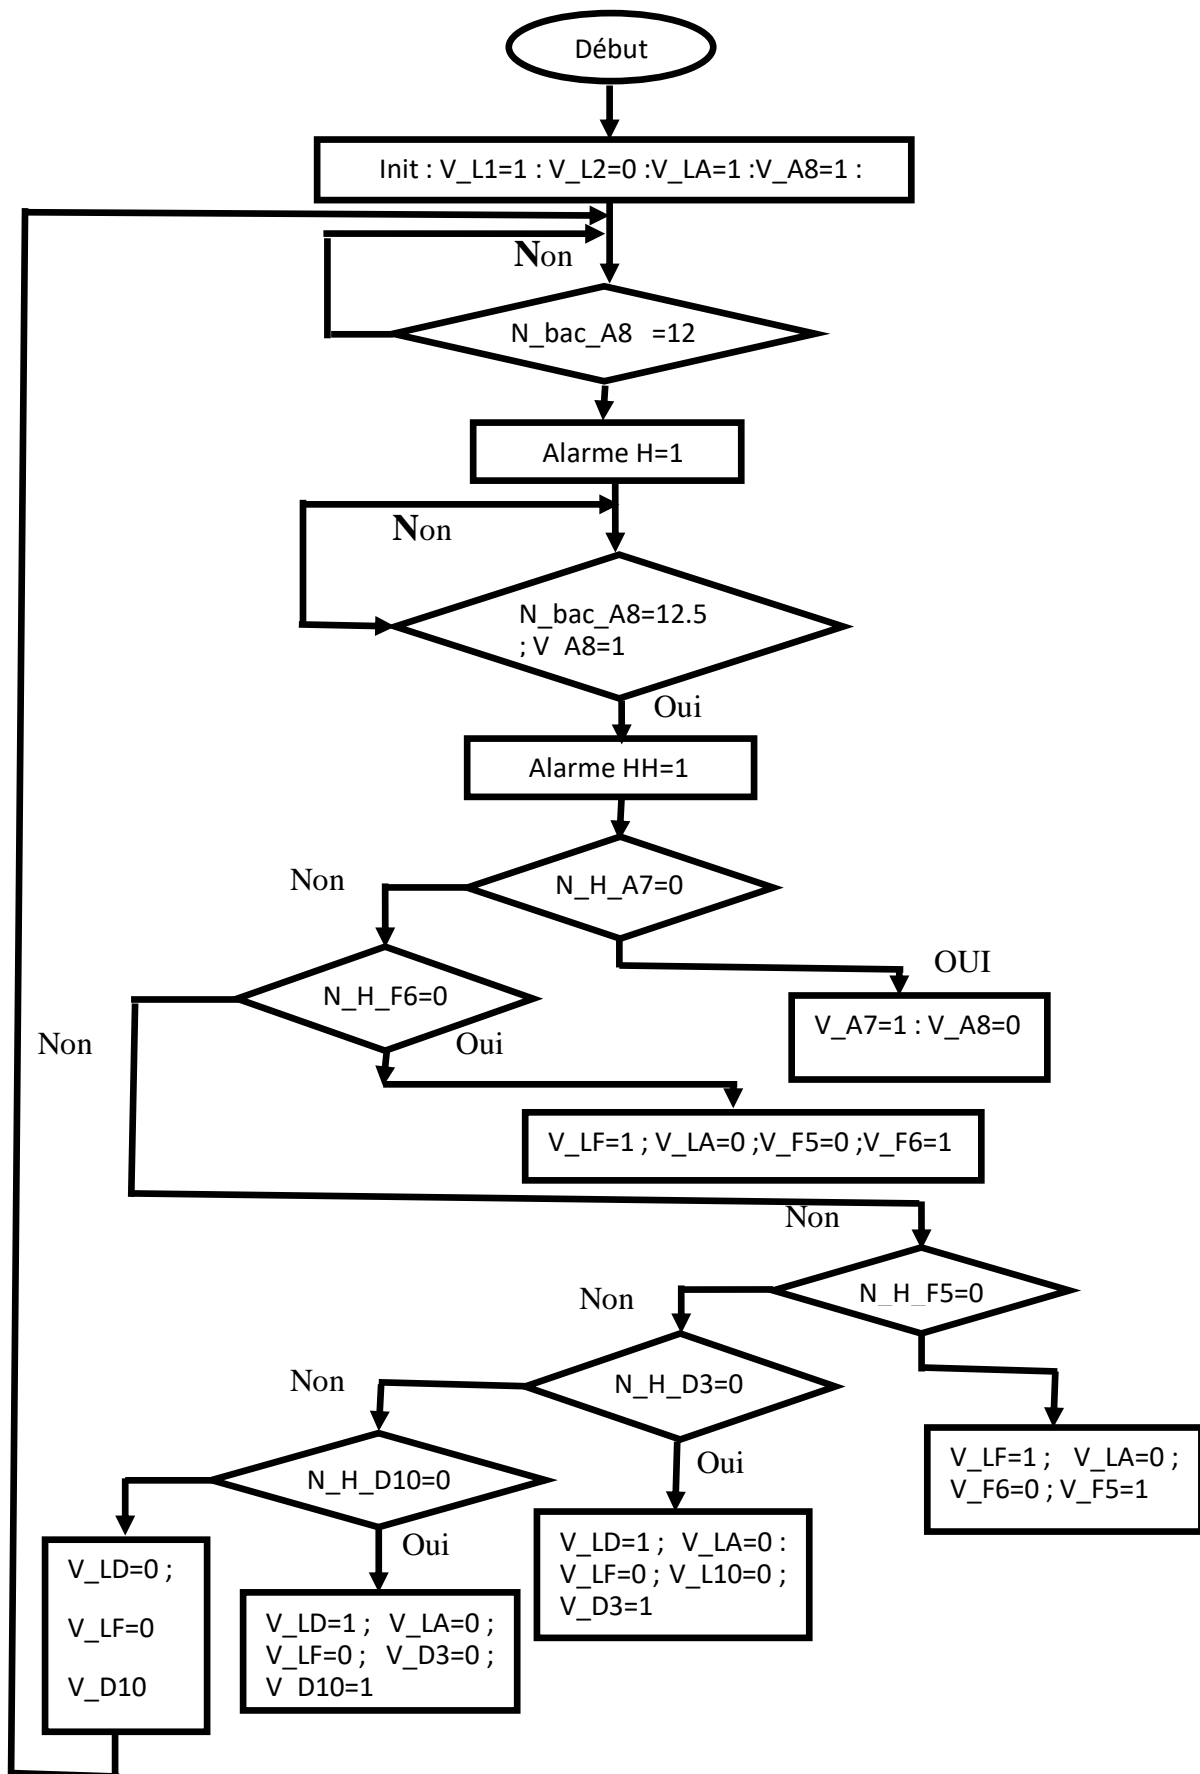 Début
Init : V_L1=1 : V_L2=0 :V_LA=1 :V_A8=1 :
Non
N_bac_A8 =12
Alarme H=1
Non
N_bac_A8=12.5
; V A8=1
Oui
Alarme HH=1
Non
N_H_A7=0
OUI
N_H_F6=0
V_A7=1 : V_A8=0
Non
Oui
V_LF=1 ; V_LA=0 ;V_F5=0 ;V_F6=1
Non
N_H_F5=0
Non
N_H_D3=0
Non
V_LF=1 ; V_LA=0 ;
V_F6=0 ; V_F5=1
Oui
N_H_D10=0
V_LD=1 ; V_LA=0 :
V_LF=0 ; V_L10=0 ;
V_D3=1
Oui
V_LD=0 ;
V_LF=0
V_D10
V_LD=1 ; V_LA=0 ;
V_LF=0 ; V_D3=0 ;
V D10=1